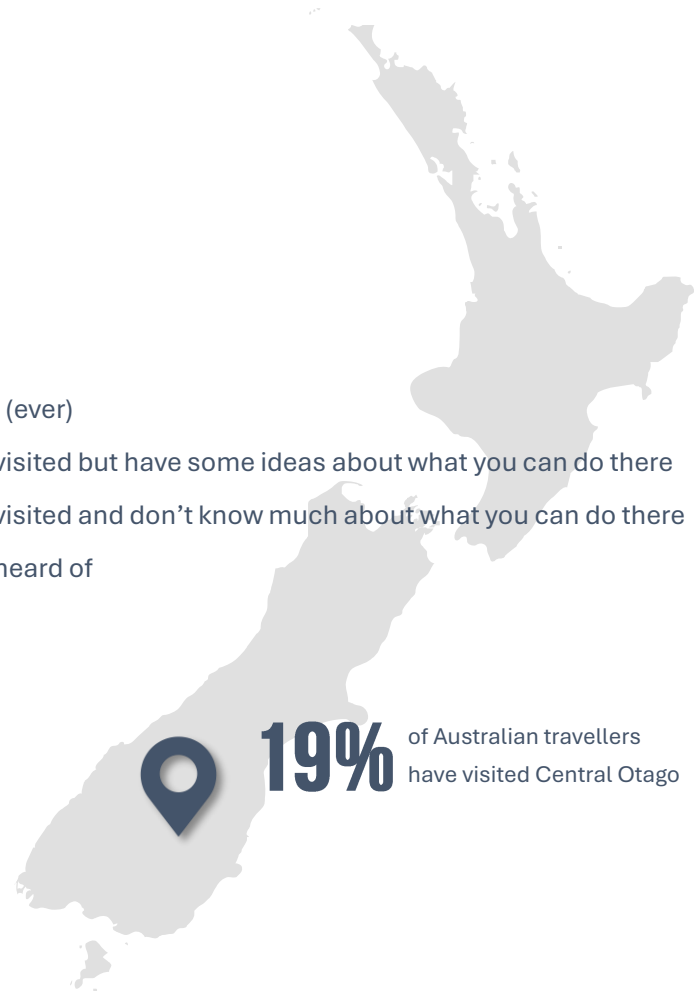 (ever)
visited but have some ideas about what you can do there
visited and don’t know much about what you can do there
heard of
19%
of Australian travellers
have visited Central Otago